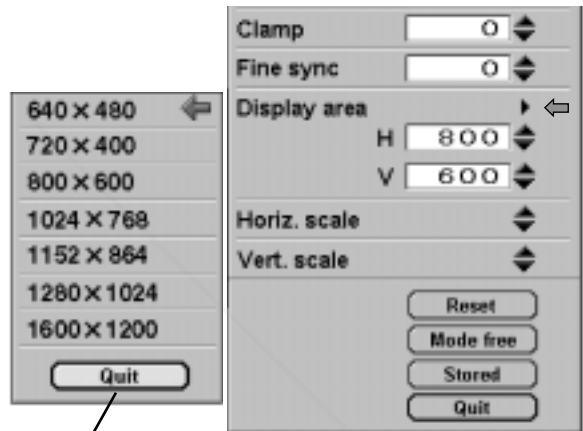 640 × 480
720 × 400
800 × 600
1024 × 768
1152 × 864
1280 × 1024
1600 × 1200
Quit
Clamp 0
Fine sync 0
Display area
H 800
V 600
Horiz. scale
Vert. scale
Reset
Mode free
Stored
Quit